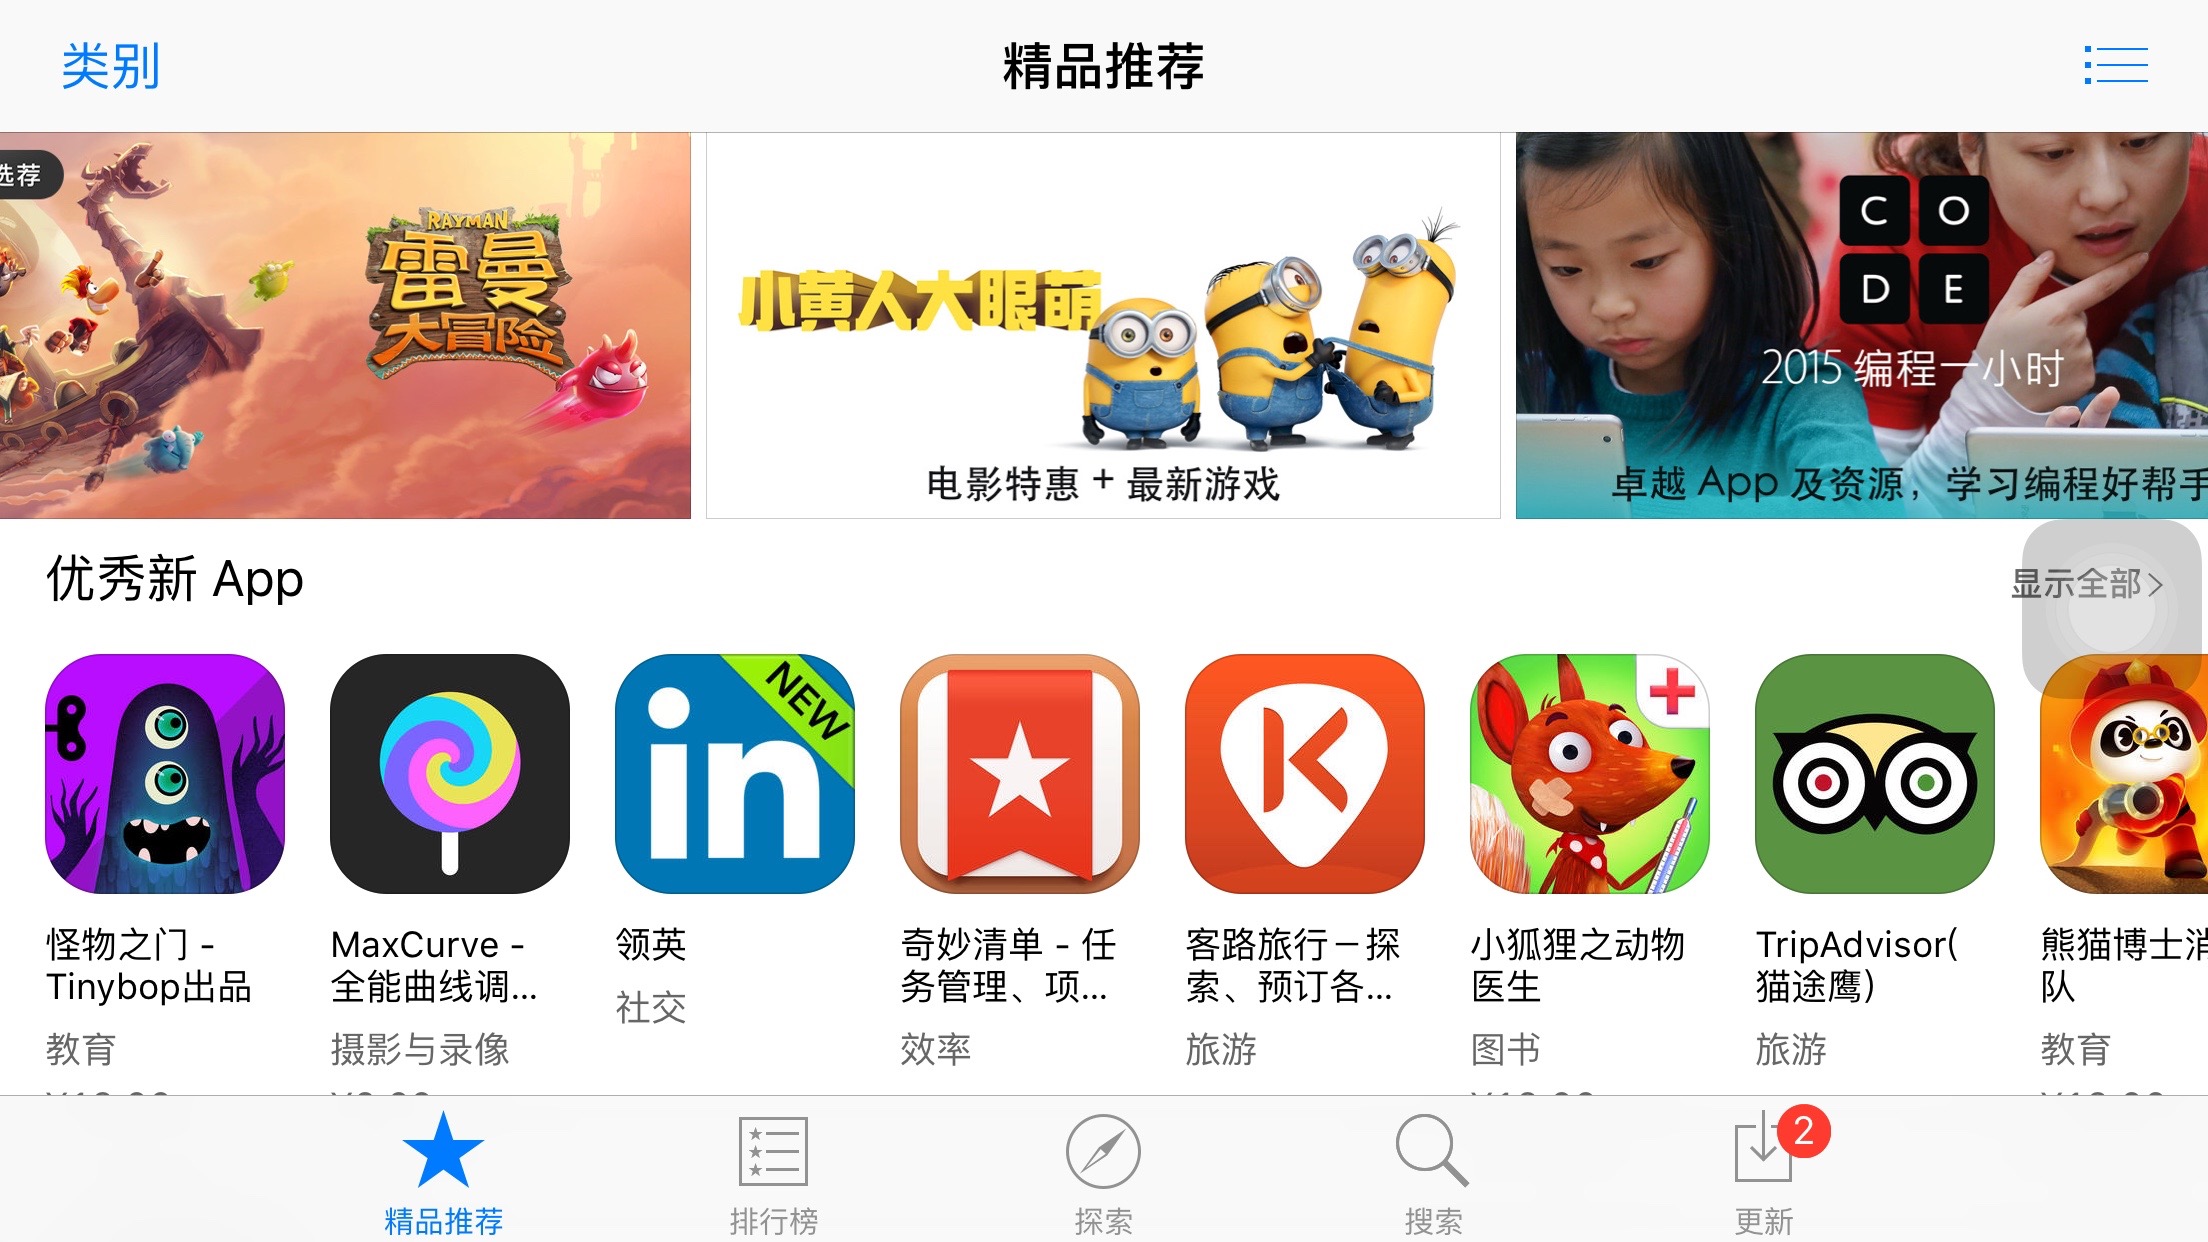 类别
精品推荐
选荐
RAYMAN
雷曼
大冒险
小黄人大眼萌
电影特惠 + 最新游戏
C O
D E
2015 编程一小时
卓越 App 及资源，学习编程好帮手
优秀新 App
显示全部
NEW
in
怪物之门 -
Tinybop出品
教育
MaxCurve -
全能曲线调...
摄影与录像
领英
社交
奇妙清单 - 任
务管理、项...
效率
客路旅行－探
索、预订各...
旅游
小狐狸之动物
医生
图书
TripAdvisor(
猫途鹰)
旅游
熊猫博士消
队
教育
精品推荐
排行榜
探索
搜索
2
更新